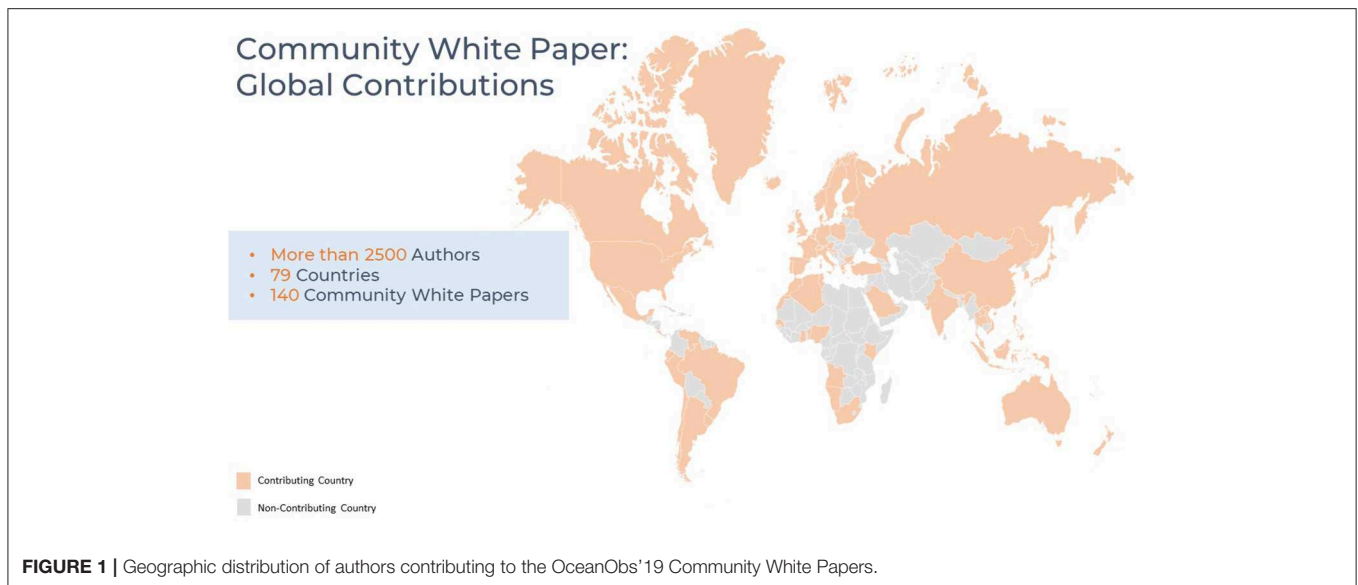 Community White Paper:
Global Contributions
• More than 2500 Authors
• 79 Countries
• 140 Community White Papers
Contributing Country
Non-Contributing Country
FIGURE 1 | Geographic distribution of authors contributing to the OceanObs'19 Community White Papers.